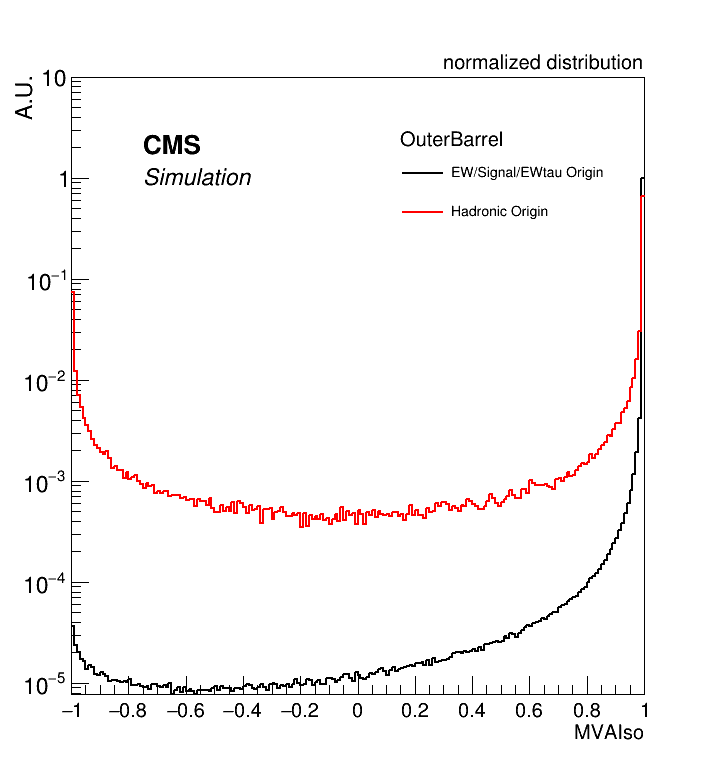 normalized distribution
A.U.
10
1
10⁻¹
10⁻²
10⁻³
10⁻⁴
10⁻⁵
CMS
Simulation
OuterBarrel
EW/Signal/EWtau Origin
Hadronic Origin
−1 −0.8 −0.6 −0.4 −0.2 0 0.2 0.4 0.6 0.8 1
MVAIso